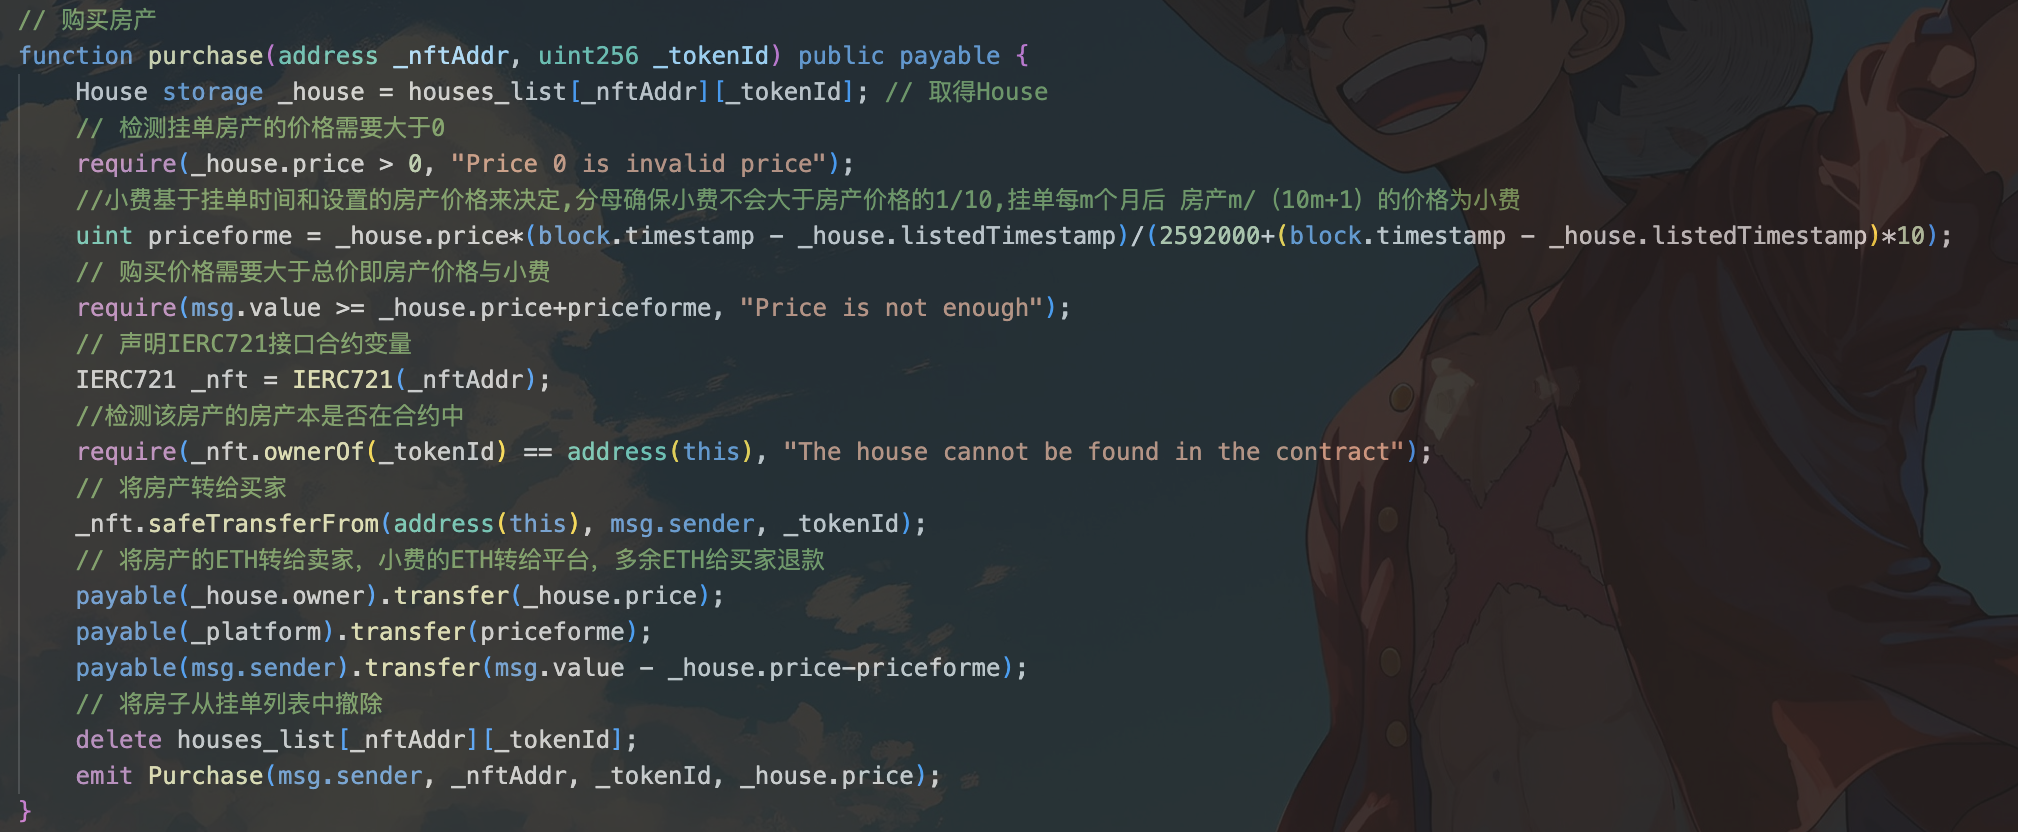 // 购买房产
function purchase(address _nftAddr, uint256 _tokenId) public payable {
House storage _house = houses_list[_nftAddr][_tokenId]; // 取得House
// 检测挂单房产的价格需要大于0
require(_house.price > 0, "Price 0 is invalid price");
//小费基于挂单时间和设置的房产价格来决定,分母确保小费不会大于房产价格的1/10,挂单每m个月后 房产m/（10m+1）的价格为小费
uint priceforme = _house.price*(block.timestamp - _house.listedTimestamp)/(2592000+(block.timestamp - _house.listedTimestamp)*10);
// 购买价格需要大于总价即房产价格与小费
require(msg.value >= _house.price+priceforme, "Price is not enough");
// 声明IERC721接口合约变量
IERC721 _nft = IERC721(_nftAddr);
//检测该房产的房产本是否在合约中
require(_nft.ownerOf(_tokenId) == address(this), "The house cannot be found in the contract");
// 将房产转给买家
_nft.safeTransferFrom(address(this), msg.sender, _tokenId);
// 将房产的ETH转给卖家，小费的ETH转给平台，多余ETH给买家退款
payable(_house.owner).transfer(_house.price);
payable(_platform).transfer(priceforme);
payable(msg.sender).transfer(msg.value - _house.price-priceforme);
// 将房子从挂单列表中撤除
delete houses_list[_nftAddr][_tokenId];
emit Purchase(msg.sender, _nftAddr, _tokenId, _house.price);
}